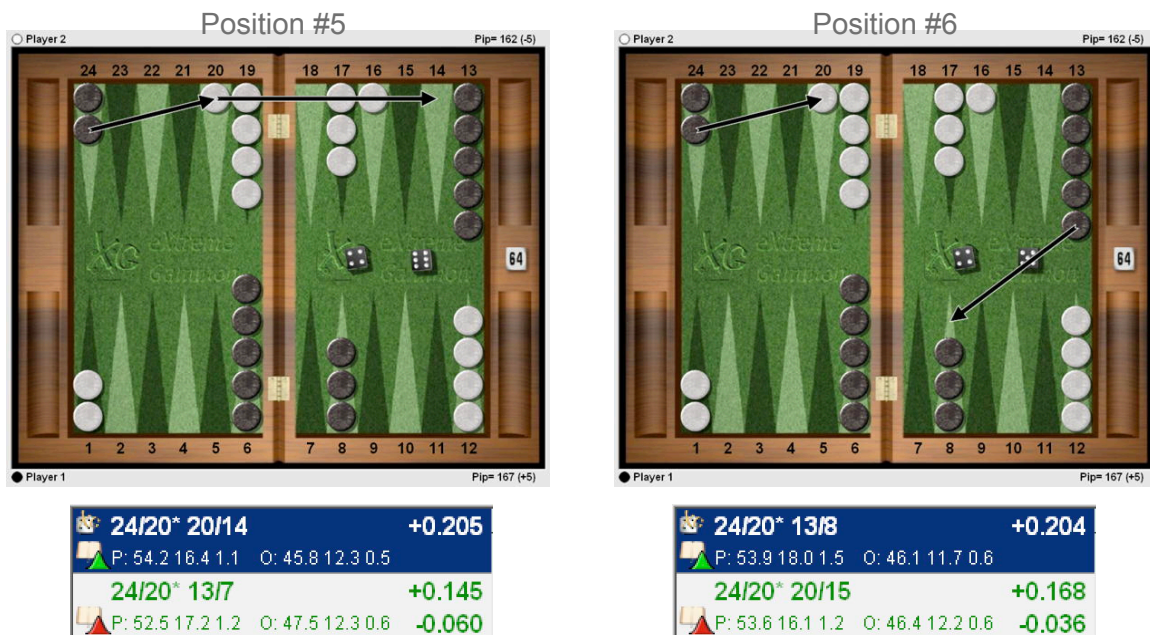 Position #5
Player 2 Pip= 162 (-5)
24 23 22 21 20 19 18 17 16 15 14 13
eXtreme
Gammon
64
1 2 3 4 5 6 7 8 9 10 11 12
Player 1 Pip= 167 (+5)
24/20* 20/14 +0.205
P: 54.2 16.4 1.1 O: 45.8 12.3 0.5
24/20* 13/7 +0.145
P: 52.5 17.2 1.2 O: 47.5 12.3 0.6 -0.060
Position #6
Player 2 Pip= 162 (-5)
24 23 22 21 20 19 18 17 16 15 14 13
eXtreme
Gammon
64
1 2 3 4 5 6 7 8 9 10 11 12
Player 1 Pip= 167 (+5)
24/20* 13/8 +0.204
P: 53.9 18.0 1.5 O: 46.1 11.7 0.6
24/20* 20/15 +0.168
P: 53.6 16.1 1.2 O: 46.4 12.2 0.6 -0.036